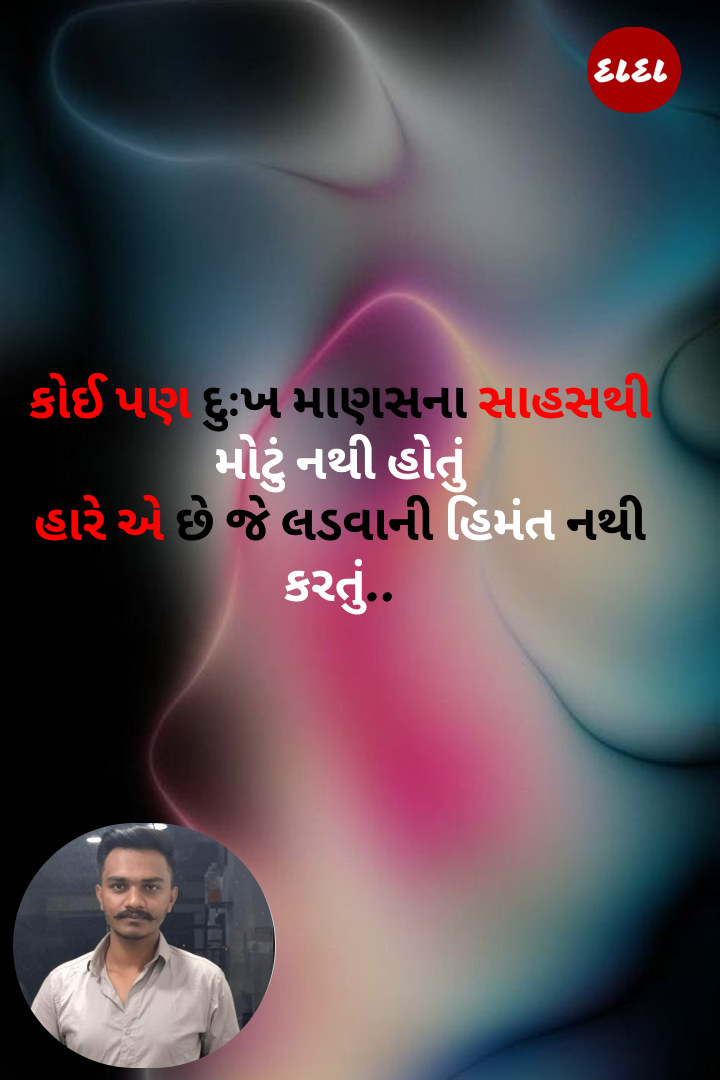 દાદા
કોઈ પણ દુઃખ માણસના સાહસથી
મોટું નથી હોતું
હારે એ છે જે લડવાની હિમંત નથી
કરતું..